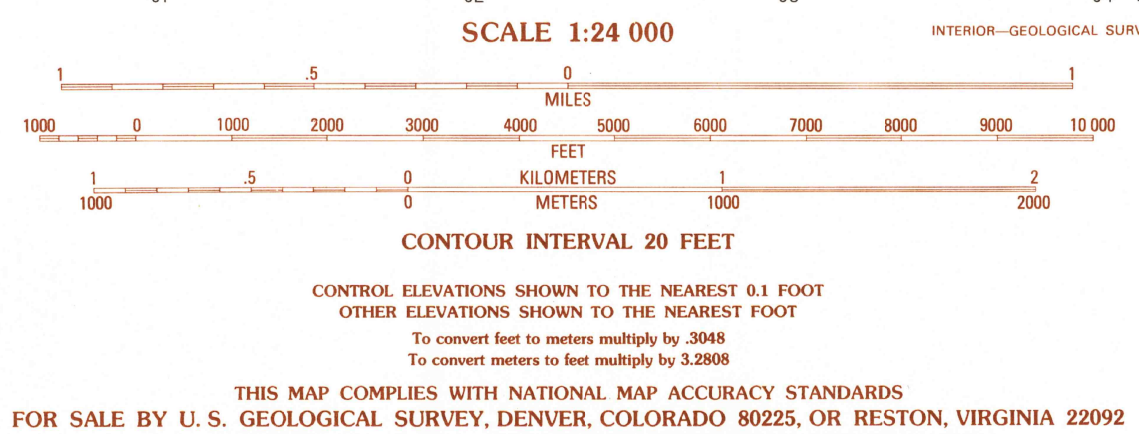 SCALE 1:24 000
INTERIOR—GEOLOGICAL SURV
1 .5 0 1
MILES
1000 0 1000 2000 3000 4000 5000 6000 7000 8000 9000 10 000
FEET
1 .5 0 KILOMETERS 1 2
1000 0 METERS 1000 2000
CONTOUR INTERVAL 20 FEET
CONTROL ELEVATIONS SHOWN TO THE NEAREST 0.1 FOOT
OTHER ELEVATIONS SHOWN TO THE NEAREST FOOT
To convert feet to meters multiply by .3048
To convert meters to feet multiply by 3.2808
THIS MAP COMPLIES WITH NATIONAL MAP ACCURACY STANDARDS
FOR SALE BY U. S. GEOLOGICAL SURVEY, DENVER, COLORADO 80225, OR RESTON, VIRGINIA 22092